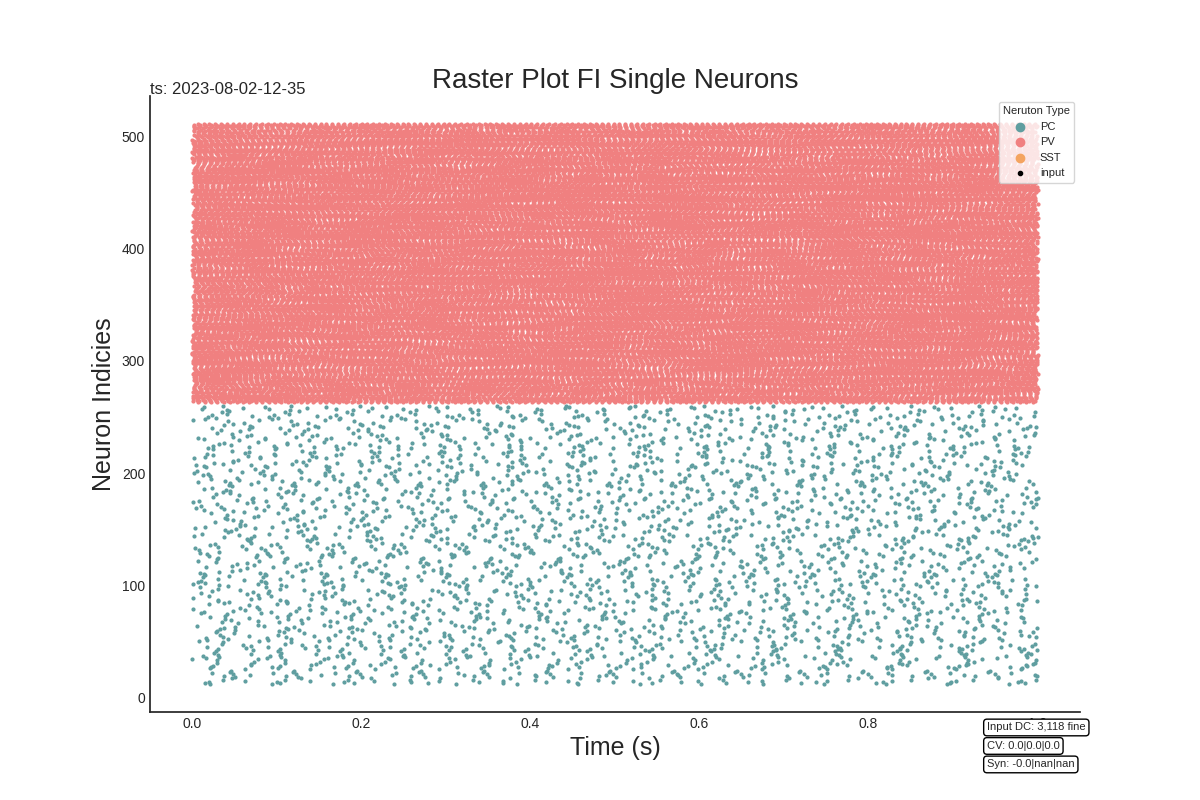 Raster Plot FI Single Neurons
ts: 2023-08-02-12-35
Neruton Type
PC
PV
SST
input
Neuron Indicies
500
400
300
200
100
0
0.0
0.2
0.4
0.6
0.8
Time (s)
Input DC: 3,118 fine
CV: 0.0|0.0|0.0
Syn: -0.0|nan|nan